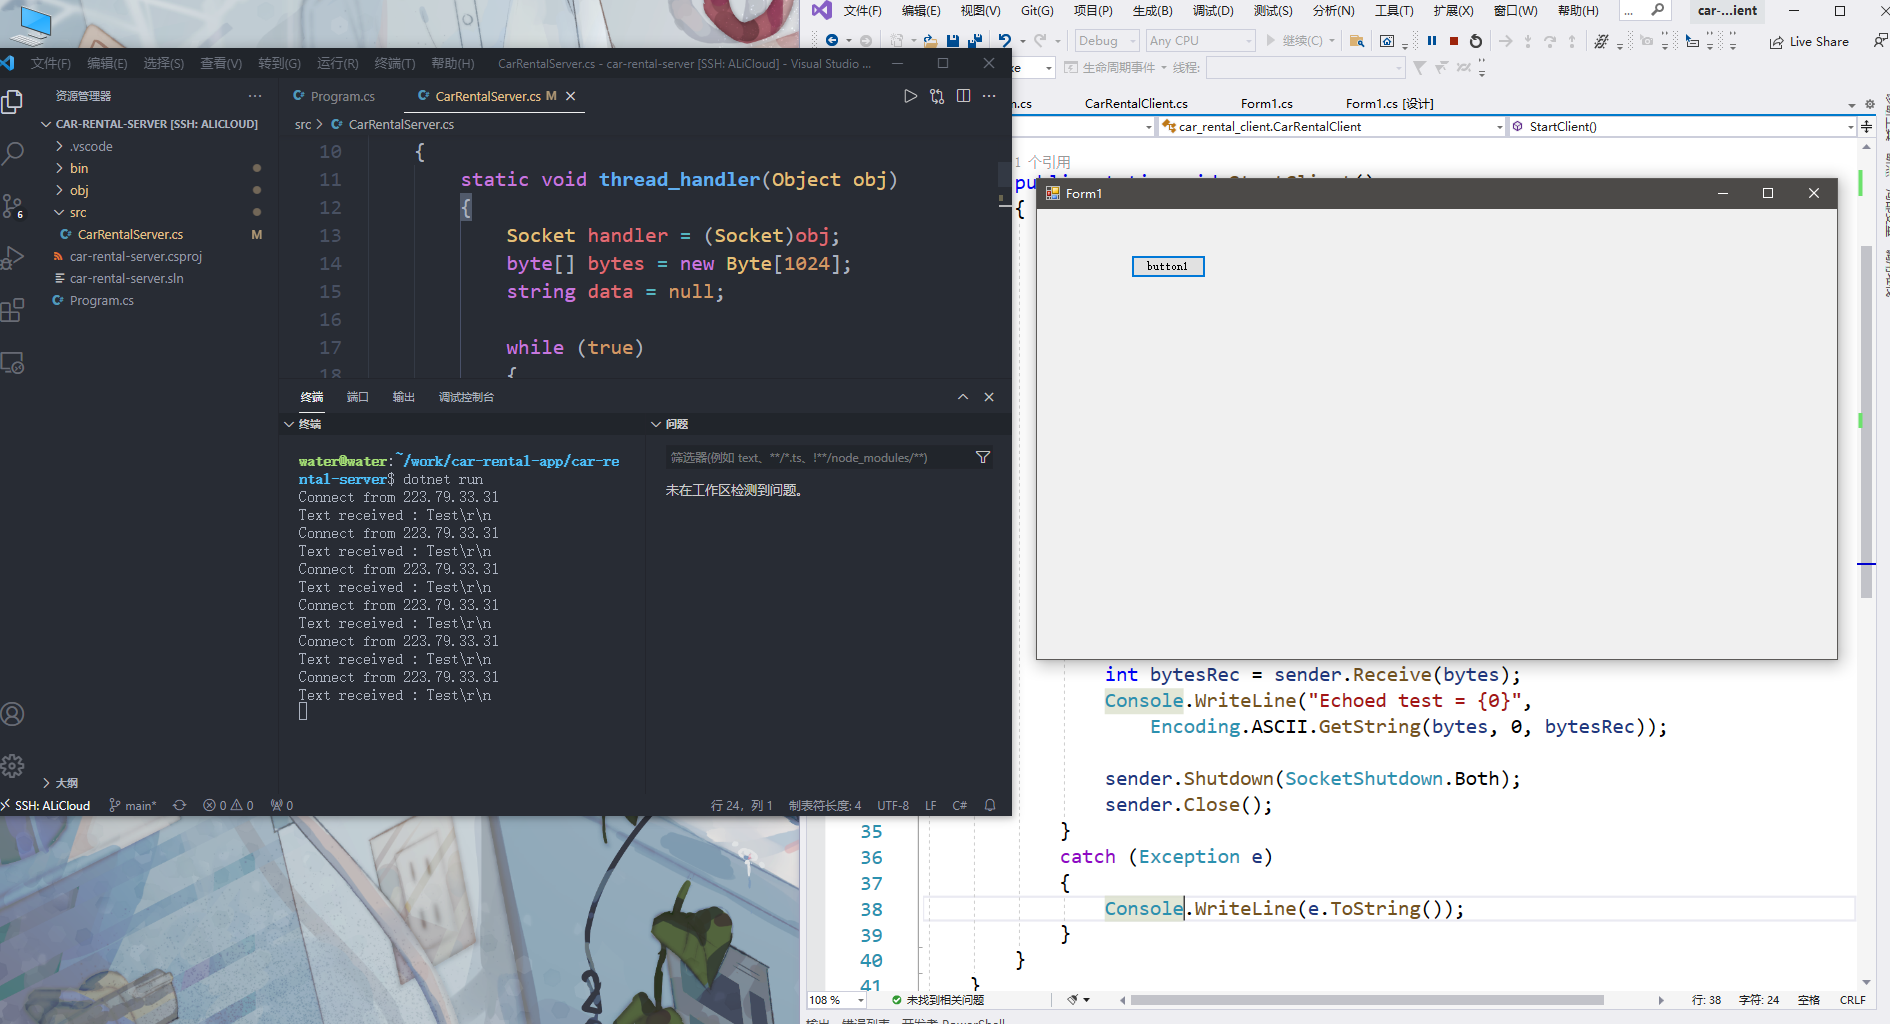 文件(F) 编辑(E) 选择(S) 查看(V) 转到(G) 运行(R) 终端(T) 帮助(H) CarRentalServer.cs - car-rental-server [SSH: ALiCloud] - Visual Studio ...
资源管理器
CAR-RENTAL-SERVER [SSH: ALICLOUD]
.vscode
bin
obj
src
CarRentalServer.cs M
car-rental-server.csproj
car-rental-server.sln
Program.cs
大纲
6
Program.cs CarRentalServer.cs M
src > CarRentalServer.cs
10 {
11 static void thread_handler(Object obj)
12 {
13 Socket handler = (Socket)obj;
14 byte[] bytes = new Byte[1024];
15 string data = null;
16
17 while (true)
18 {
终端 端口 输出 调试控制台
终端
water@water:~/work/car-rental-app/car-re
ntal-server$ dotnet run
Connect from 223.79.33.31
Text received : Test\r\n
Connect from 223.79.33.31
Text received : Test\r\n
Connect from 223.79.33.31
Text received : Test\r\n
Connect from 223.79.33.31
Text received : Test\r\n
Connect from 223.79.33.31
Text received : Test\r\n
Connect from 223.79.33.31
Text received : Test\r\n
问题
筛选器(例如 text、**/*.ts、!**/node_modules/**)
未在工作区检测到问题。
SSH: ALiCloud main* 0 0 0 行 24，列 1 制表符长度: 4 UTF-8 LF C#
文件(F) 编辑(E) 视图(V) Git(G) 项目(P) 生成(B) 调试(D) 测试(S) 分析(N) 工具(T) 扩展(X) 窗口(W) 帮助(H) ... car-...ient
Debug Any CPU 继续(C) Live Share
生命周期事件 线程:
CarRentalClient.cs Form1.cs Form1.cs [设计]
car_rental_client.CarRentalClient StartClient()
1 个引用
{
Form1
button1
int bytesRec = sender.Receive(bytes);
Console.WriteLine("Echoed test = {0}",
Encoding.ASCII.GetString(bytes, 0, bytesRec));
sender.Shutdown(SocketShutdown.Both);
sender.Close();
35 }
36 catch (Exception e)
37 {
38 Console.WriteLine(e.ToString());
39 }
40 }
41 }
108 % 未找到相关问题 行: 38 字符: 24 空格 CRLF